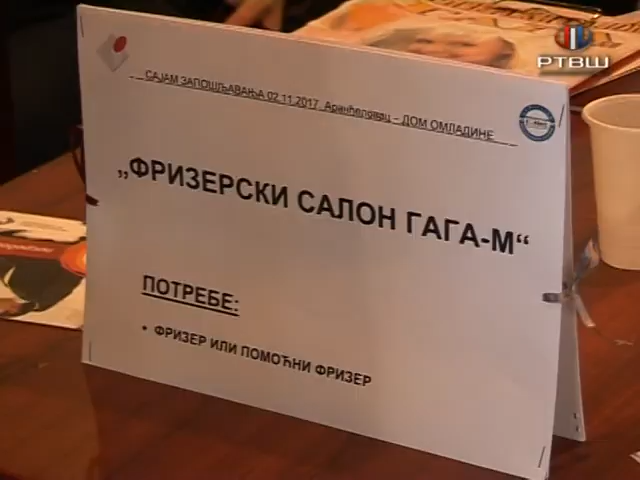 РТВШ
САЈАМ ЗАПОШЉАВАЊА 02.11.2017. Аранђеловац – ДОМ ОМЛАДИНЕ
„ФРИЗЕРСКИ САЛОН ГАГА-М“
ПОТРЕБЕ:
• ФРИЗЕР ИЛИ ПОМОЋНИ ФРИЗЕР